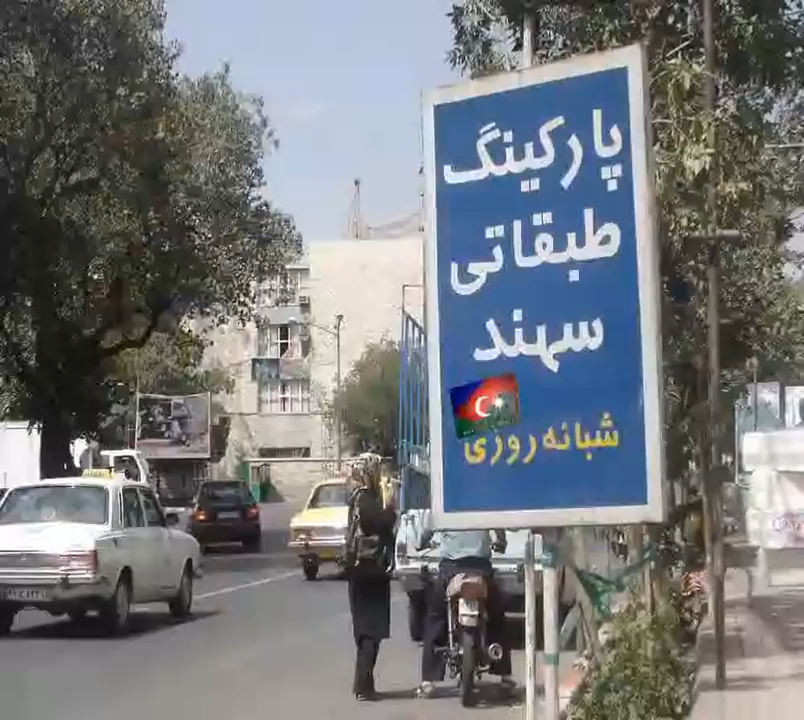 پارکینگ
طبقاتی
سهند
شبانه روزی